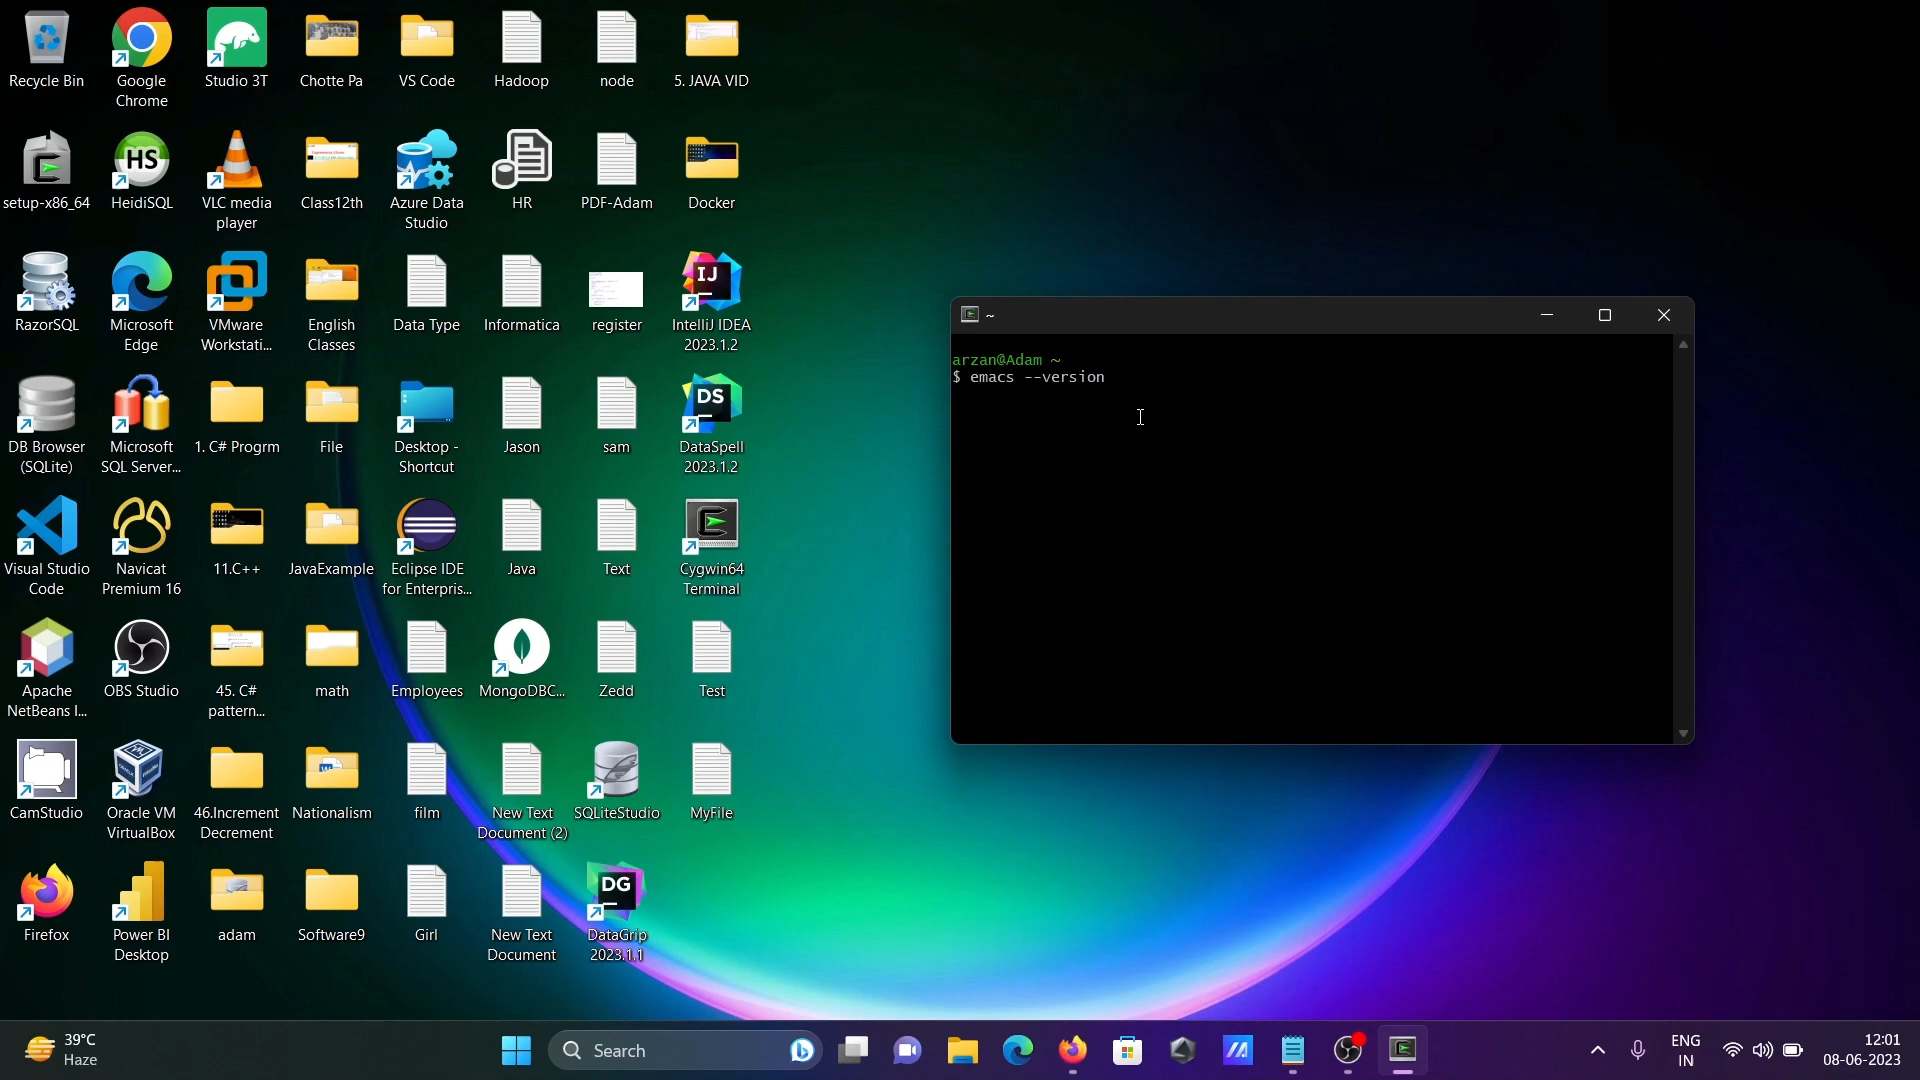 Recycle Bin
Google
Chrome
Studio 3T
Chotte Pa
VS Code
Hadoop
node
5. JAVA VID
setup-x86_64
HS
HeidiSQL
VLC media
player
Class12th
Azure Data
Studio
HR
PDF-Adam
Docker
RazorSQL
Microsoft
Edge
VMware
Workstati...
English
Classes
Data Type
Informatica
register
IJ
IntelliJ IDEA
2023.1.2
DB Browser
(SQLite)
Microsoft
SQL Server...
1. C# Progrm
File
Desktop -
Shortcut
Jason
sam
DS
DataSpell
2023.1.2
Visual Studio
Code
Navicat
Premium 16
11.C++
JavaExample
Eclipse IDE
for Enterpris...
Java
Text
Cygwin64
Terminal
Apache
NetBeans I...
OBS Studio
45. C#
pattern...
math
Employees
MongoDBC...
Zedd
Test
CamStudio
Oracle VM
VirtualBox
46.Increment
Decrement
Nationalism
film
New Text
Document (2)
SQLiteStudio
MyFile
Firefox
Power BI
Desktop
adam
Software9
Girl
New Text
Document
DG
DataGrip
2023.1.1
~
arzan@Adam ~
$ emacs --version
39°C
Haze
Search
ENG
IN
12:01
08-06-2023